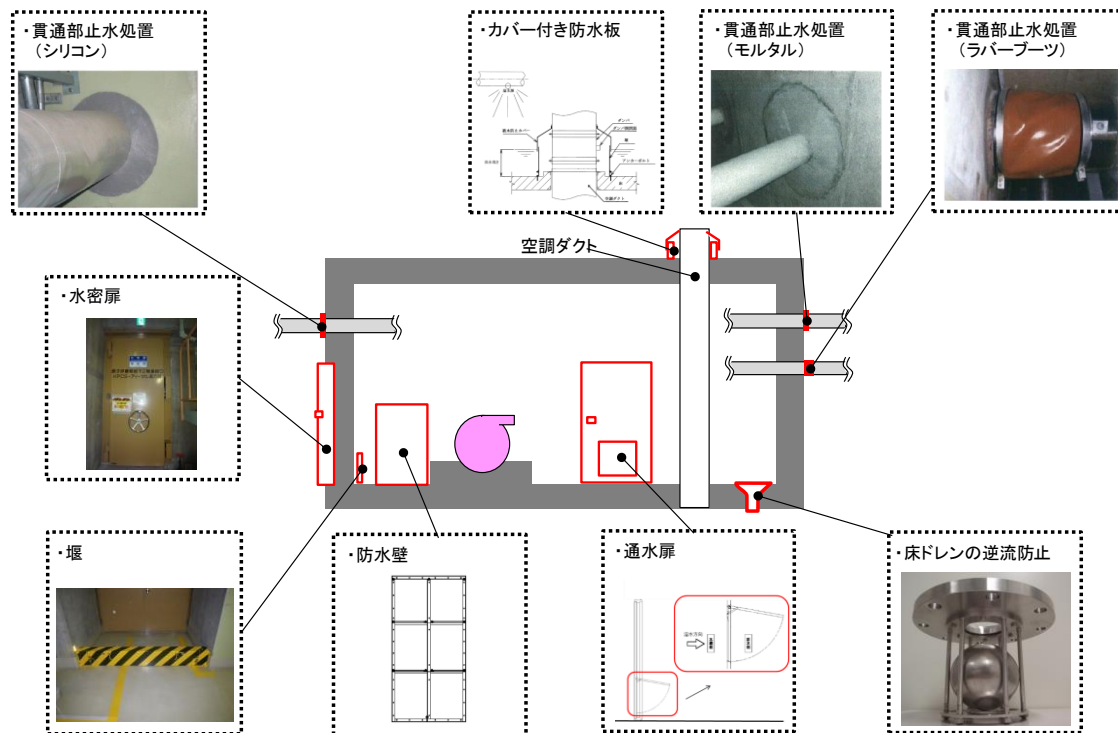 ・貫通部止水処置
（シリコン）
・カバー付き防水板
・貫通部止水処置
（モルタル）
・貫通部止水処置
（ラバーブーツ）
空調ダクト
・水密扉
・堰
・防水壁
・通水扉
・床ドレンの逆流防止